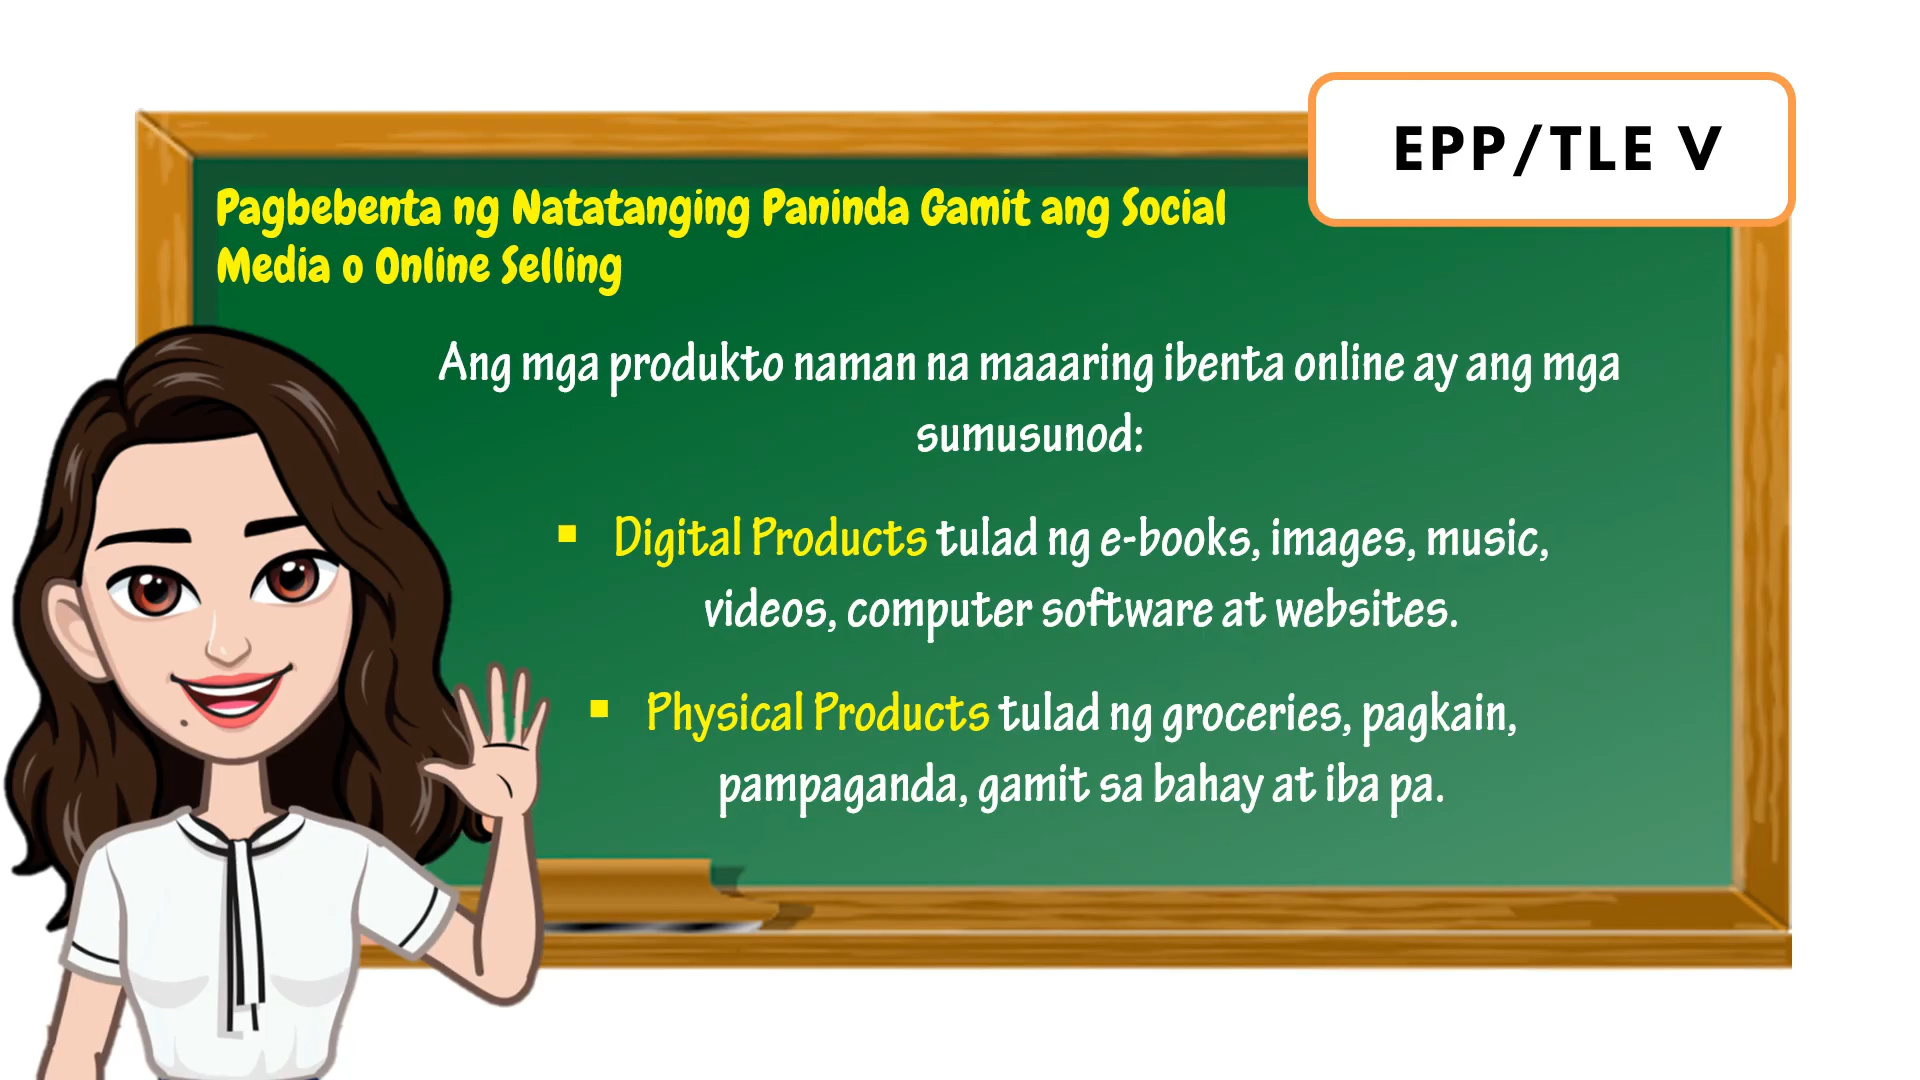 EPP/TLE V
Pagbebenta ng Natatanging Paninda Gamit ang Social
Media o Online Selling
Ang mga produkto naman na maaaring ibenta online ay ang mga
sumusunod:
▪ Digital Products tulad ng e-books, images, music,
videos, computer software at websites.
▪ Physical Products tulad ng groceries, pagkain,
pampaganda, gamit sa bahay at iba pa.